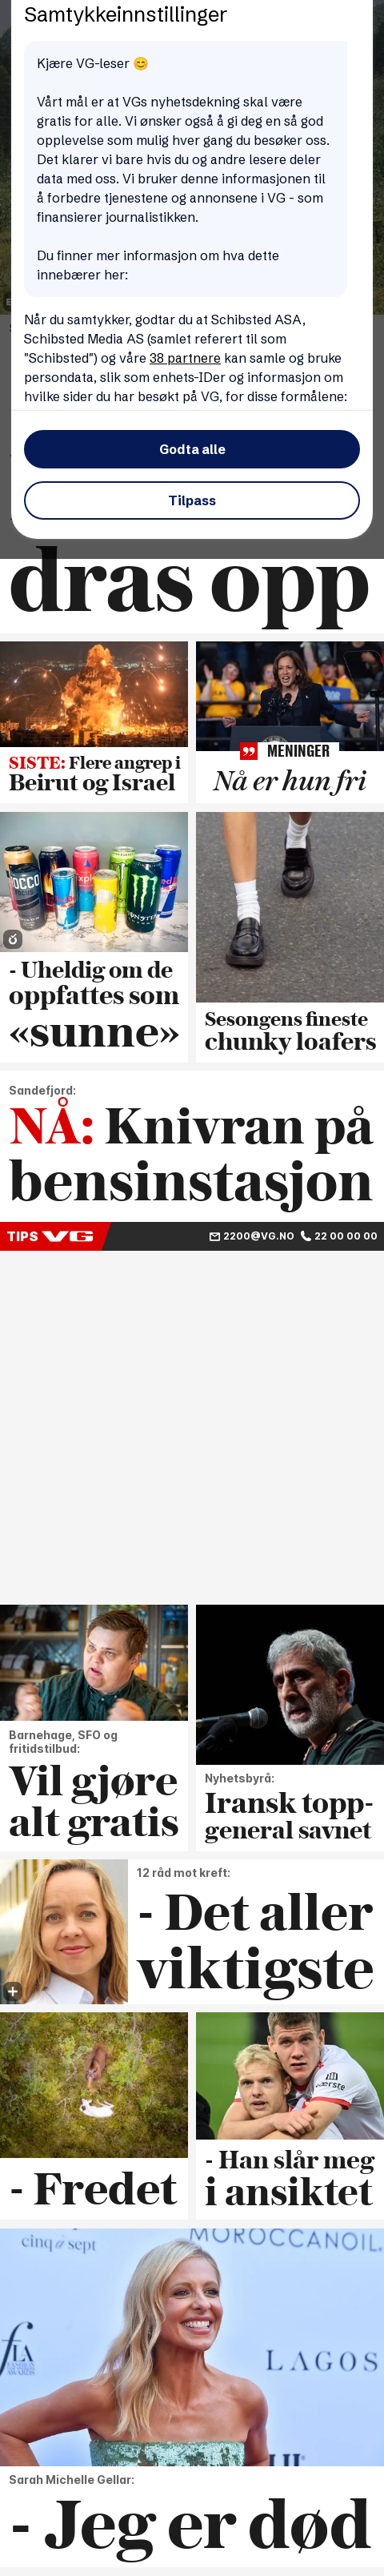 Samtykkeinnstillinger
Kjære VG-leser 😊
Vårt mål er at VGs nyhetsdekning skal være
gratis for alle. Vi ønsker også å gi deg en så god
opplevelse som mulig hver gang du besøker oss.
Det klarer vi bare hvis du og andre lesere deler
data med oss. Vi bruker denne informasjonen til
å forbedre tjenestene og annonsene i VG - som
finansierer journalistikken.
Du finner mer informasjon om hva dette
innebærer her:
Når du samtykker, godtar du at Schibsted ASA,
Schibsted Media AS (samlet referert til som
"Schibsted") og våre 38 partnere kan samle og bruke
persondata, slik som enhets-IDer og informasjon om
hvilke sider du har besøkt på VG, for disse formålene:
Godta alle
Tilpass
dras opp
SISTE: Flere angrep i
Beirut og Israel
MENINGER
Nå er hun fri
- Uheldig om de
oppfattes som
«sunne»
Sesongens fineste
chunky loafers
Sandefjord:
NÅ: Knivran på
bensinstasjon
TIPS VG 2200@VG.NO 22 00 00 00
Barnehage, SFO og
fritidstilbud:
Vil gjøre
alt gratis
Nyhetsbyrå:
Iransk topp-
general savnet
12 råd mot kreft:
- Det aller
viktigste
- Fredet
- Han slår meg
i ansiktet
cinq à sept
MOROCCANOIL.
LAGOS
Sarah Michelle Gellar:
- Jeg er død